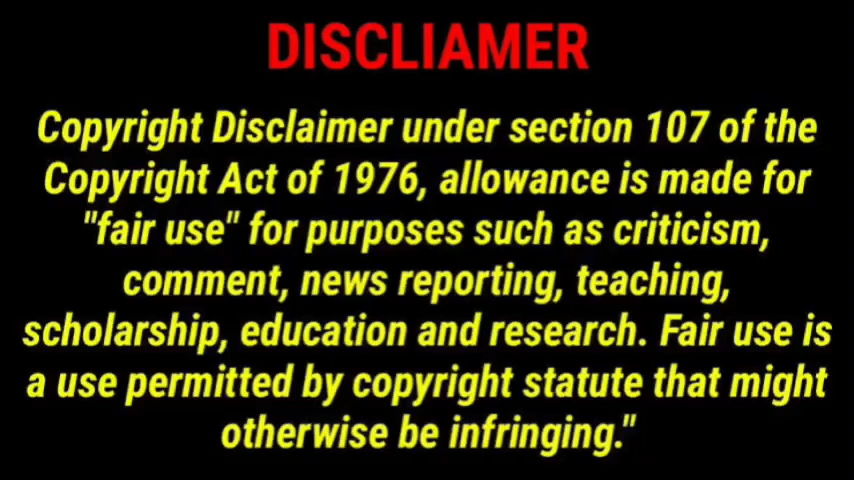 DISCLIAMER
Copyright Disclaimer under section 107 of the
Copyright Act of 1976, allowance is made for
"fair use" for purposes such as criticism,
comment, news reporting, teaching,
scholarship, education and research. Fair use is
a use permitted by copyright statute that might
otherwise be infringing."